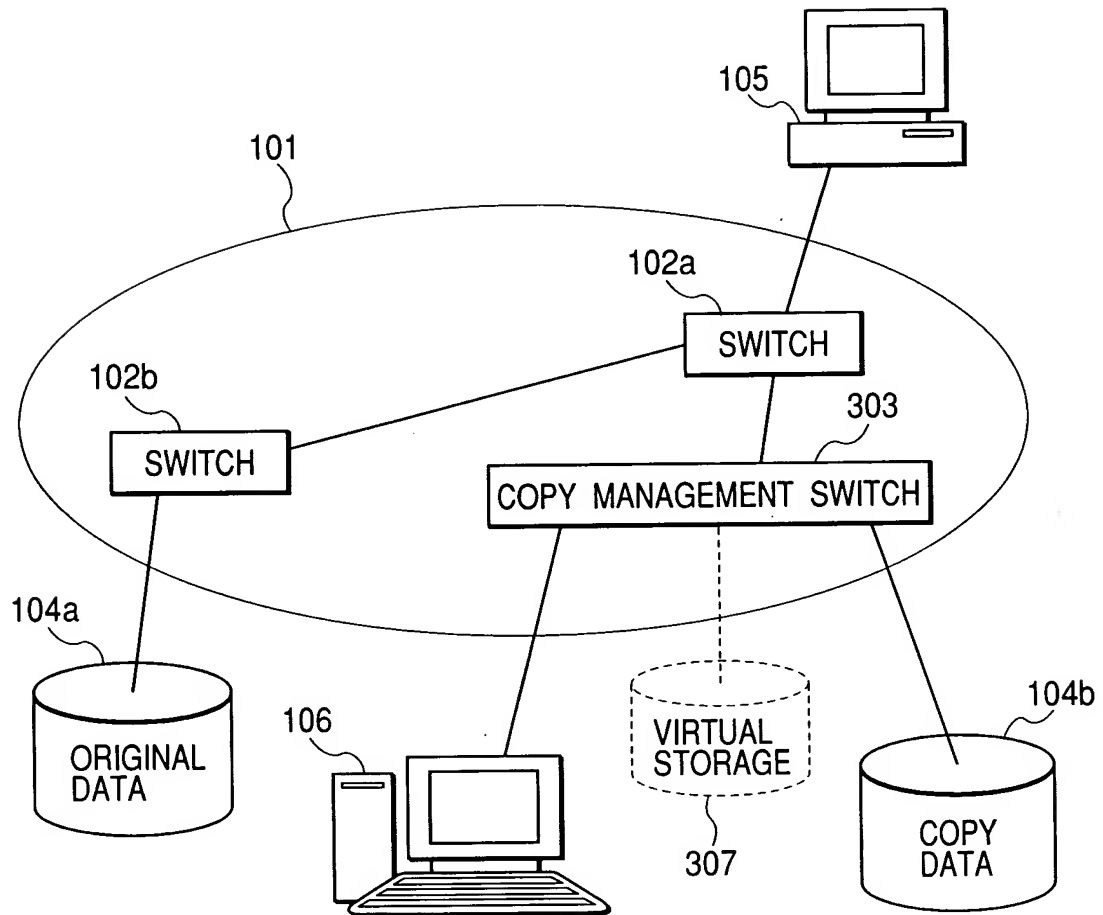 105
101
102a
SWITCH
102b
SWITCH
303
COPY MANAGEMENT SWITCH
104a
ORIGINAL
DATA
106
VIRTUAL
STORAGE
307
104b
COPY
DATA